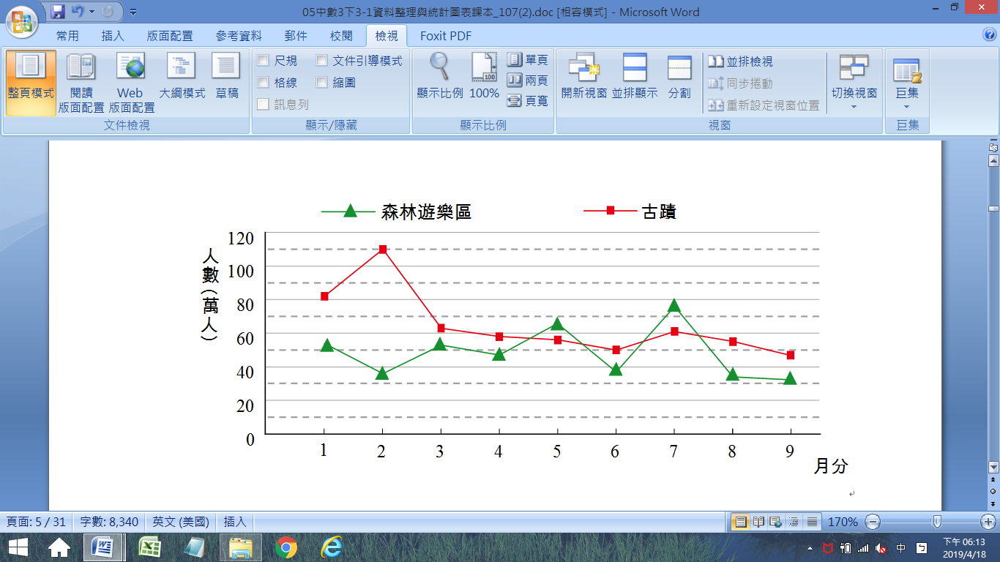 05中數3下3-1資料整理與統計圖表課本_107(2).doc [相容模式] - Microsoft Word
常用 插入 版面配置 參考資料 郵件 校閱 檢視 Foxit PDF
整頁模式 閱讀 版面配置 Web 版面配置 大綱模式 草稿
文件檢視
尺規 文件引導模式
格線 縮圖
訊息列
顯示/隱藏
顯示比例 100% 單頁 兩頁 頁寬
100
顯示比例
開新視窗 並排顯示 分割 並排檢視 同步捲動 重新設定視窗位置 切換視窗
視窗
巨集
巨集
森林遊樂區 古蹟
人數(萬人)
120
100
80
60
40
20
0
1 2 3 4 5 6 7 8 9
月分
頁面: 5 / 31 字數: 8,340 英文 (美國) 插入 170%
中 下午 06:13
2019/4/18